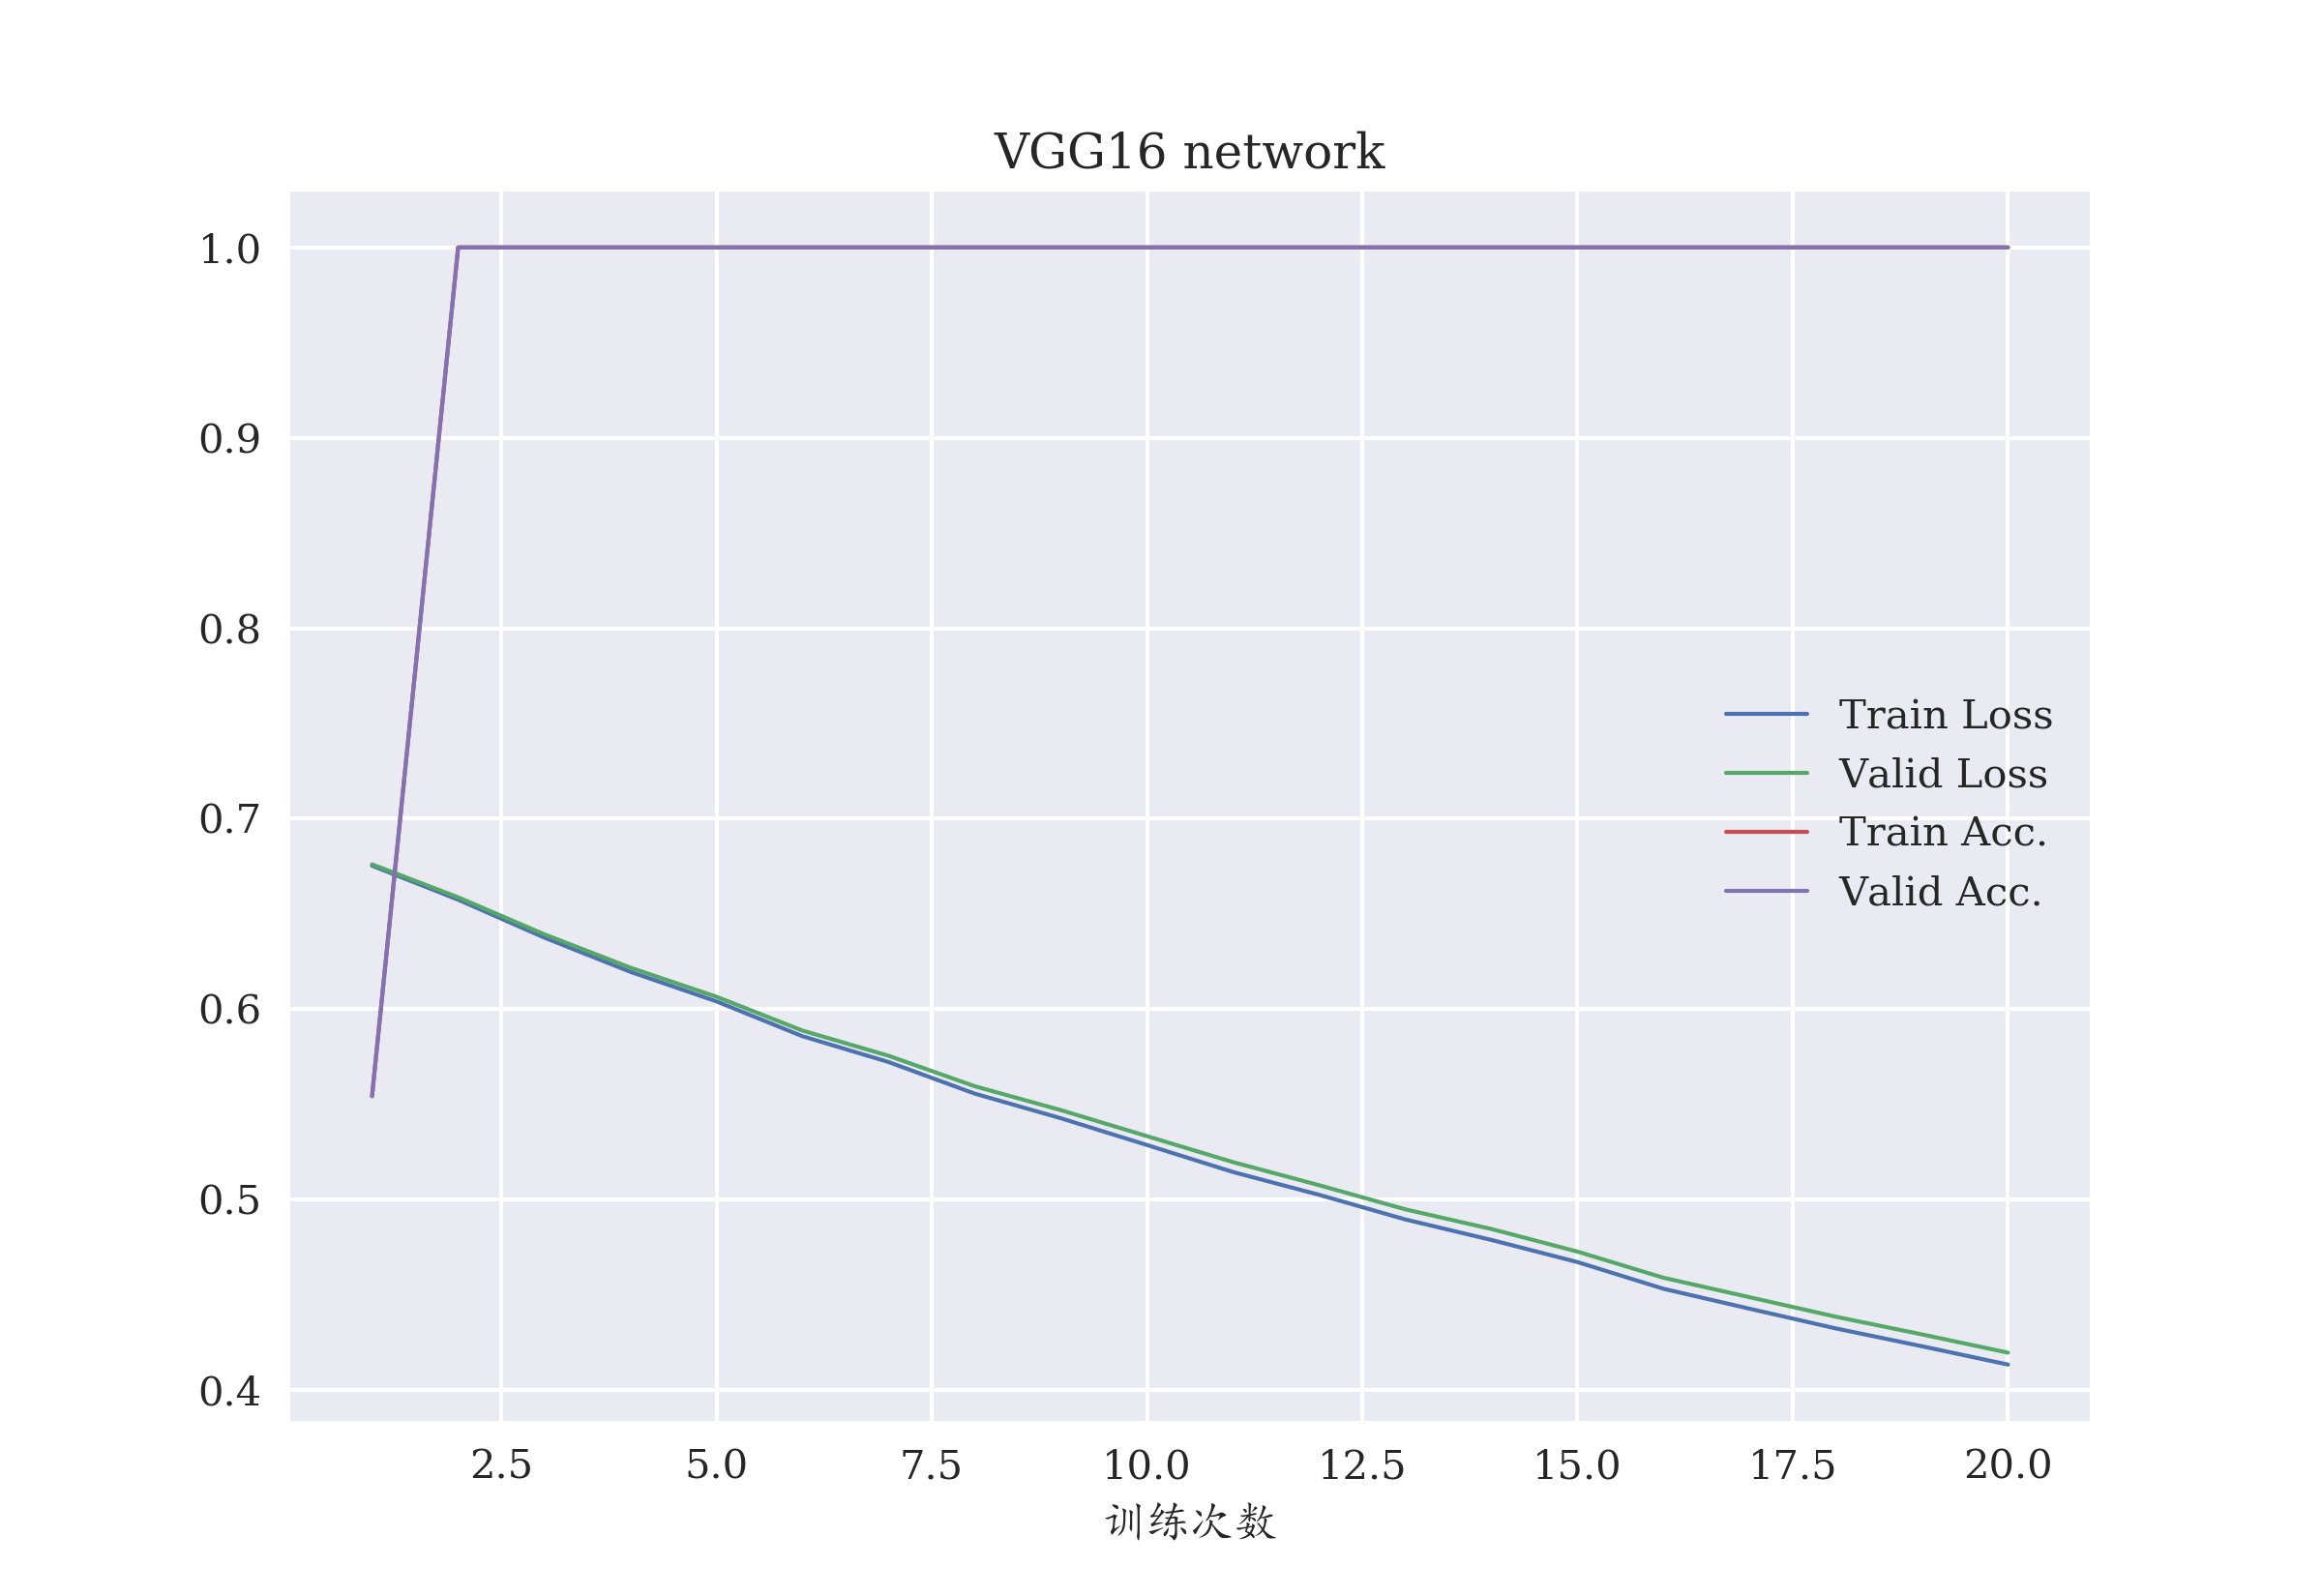 VGG16 network
1.0
0.9
0.8
0.7
0.6
0.5
0.4
Train Loss
Valid Loss
Train Acc.
Valid Acc.
2.5 5.0 7.5 10.0 12.5 15.0 17.5 20.0
训练次数